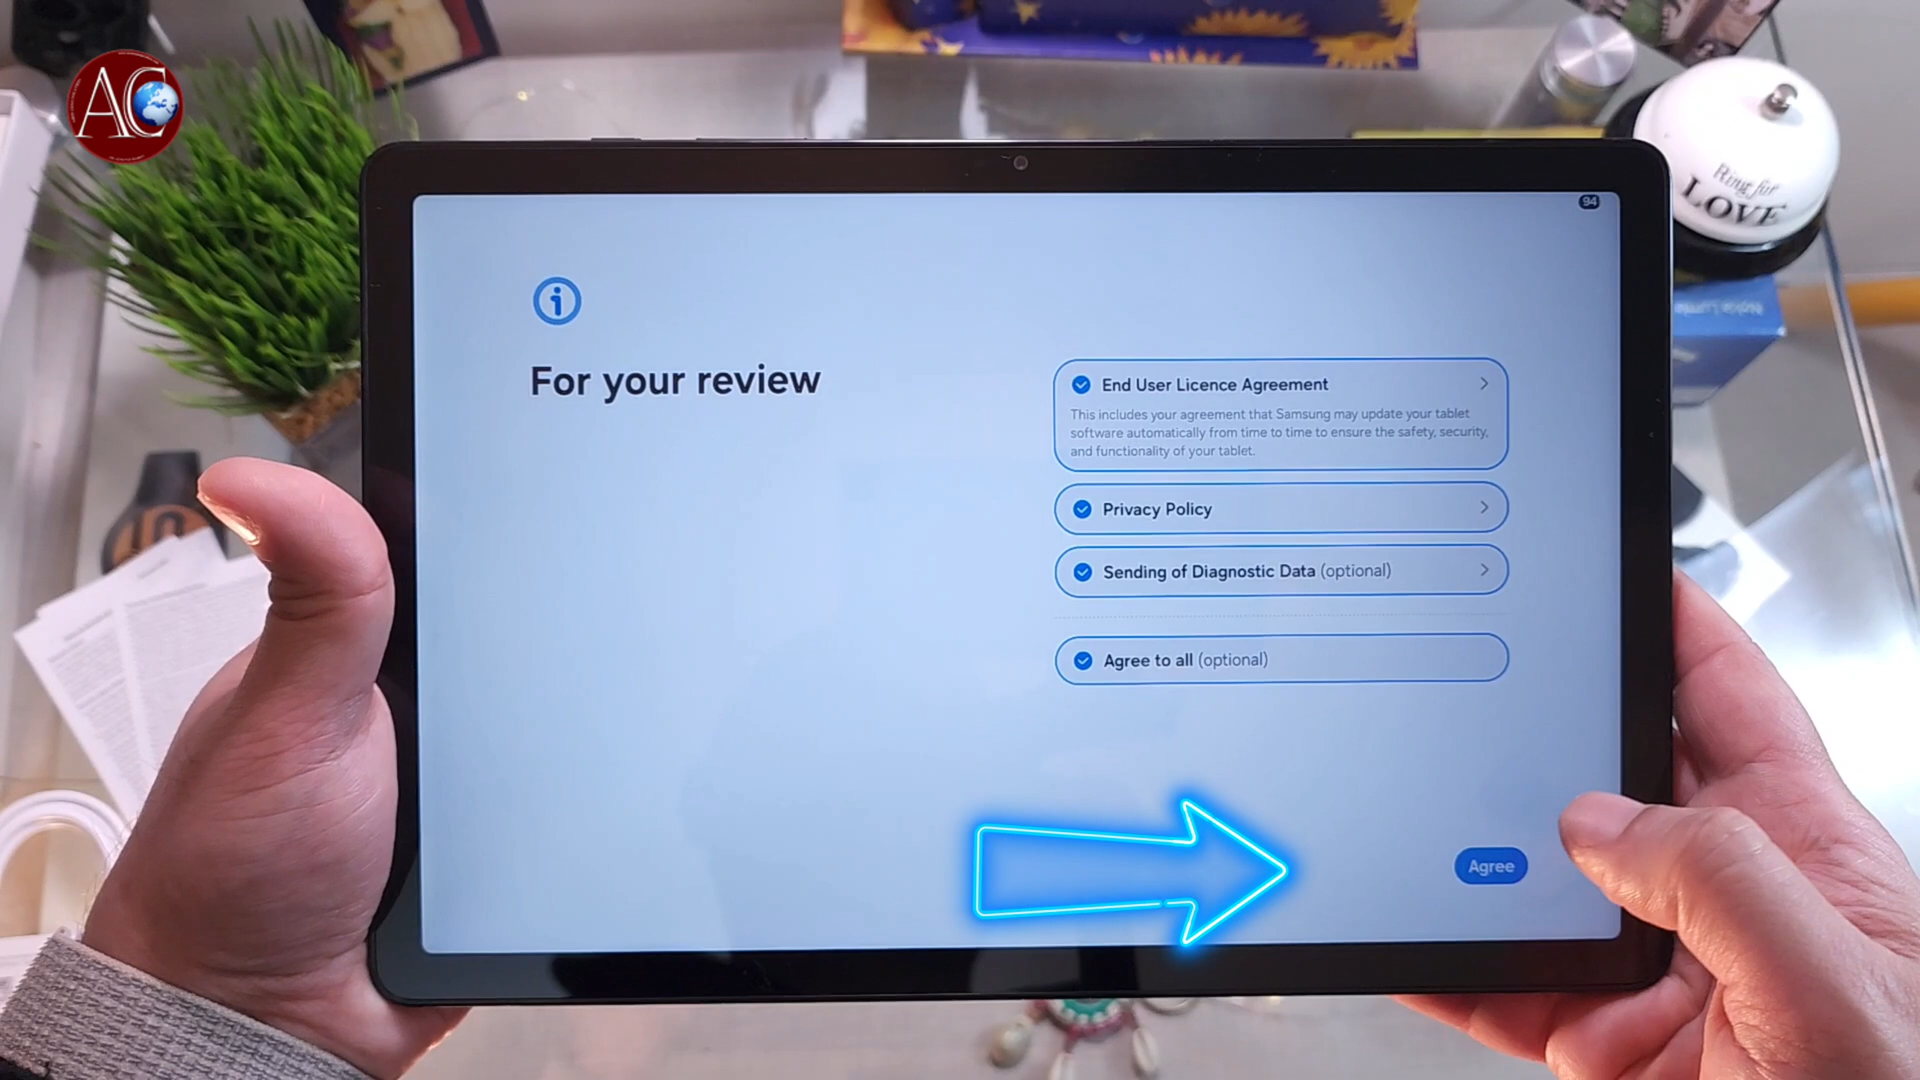 AC
94
Ring for
LOVE
For your review
End User Licence Agreement
This includes your agreement that Samsung may update your tablet
software automatically from time to time to ensure the safety, security,
and functionality of your tablet.
Privacy Policy
Sending of Diagnostic Data (optional)
Agree to all (optional)
Agree